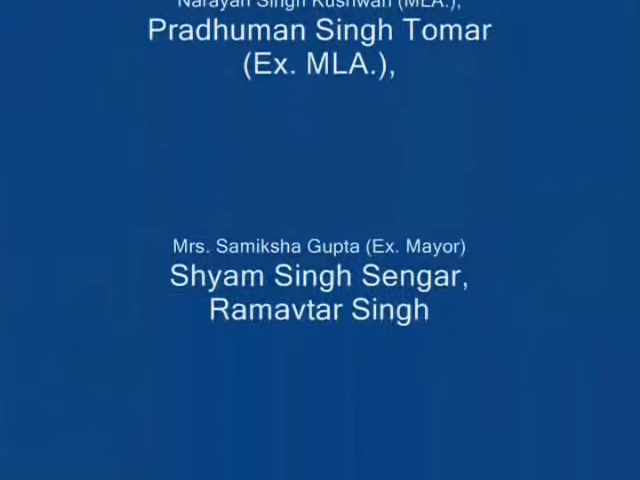 Narayan Singh Kushwah (MLA.),
Pradhuman Singh Tomar
(Ex. MLA.),
Mrs. Samiksha Gupta (Ex. Mayor)
Shyam Singh Sengar,
Ramavtar Singh